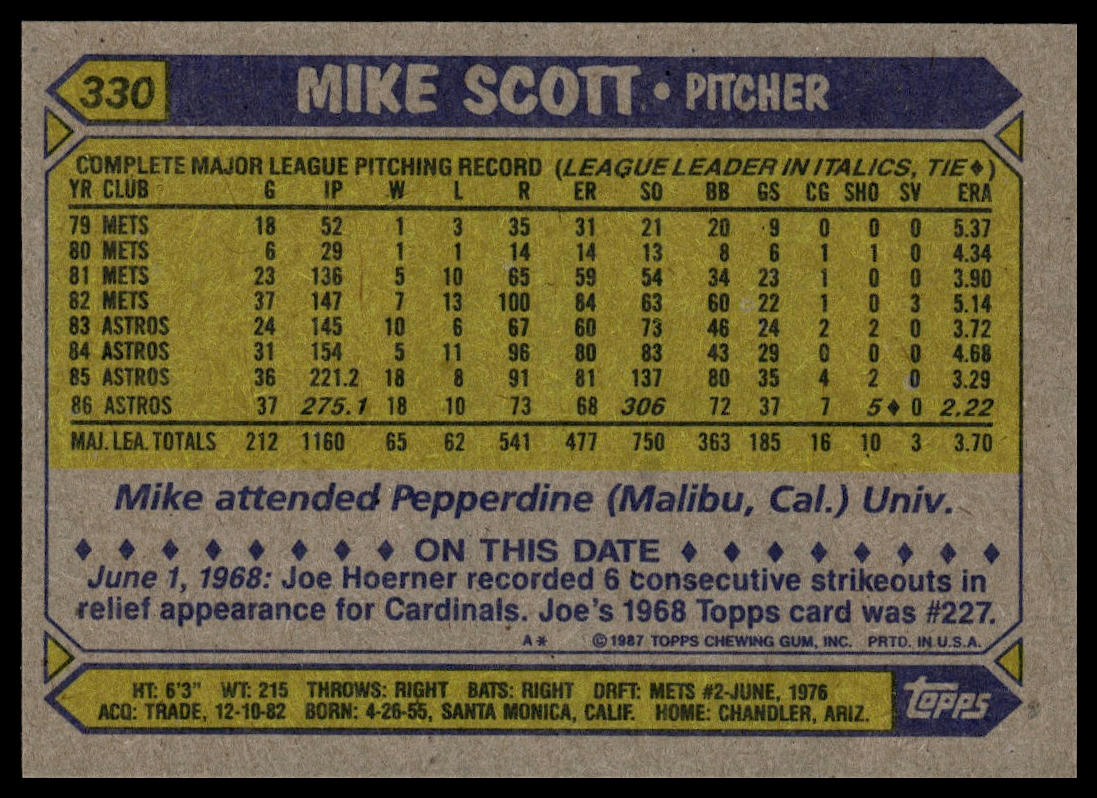 330 MIKE SCOTT • PITCHER
COMPLETE MAJOR LEAGUE PITCHING RECORD (LEAGUE LEADER IN ITALICS, TIE♦)
YR CLUB G IP W L R ER SO BB GS CG SHO SV ERA
79 METS 18 52 1 3 35 31 21 20 9 0 0 0 5.37
80 METS 6 29 1 1 14 14 13 8 6 1 1 0 4.34
81 METS 23 136 5 10 65 59 54 34 23 1 0 0 3.90
82 METS 37 147 7 13 100 84 63 60 22 1 0 3 5.14
83 ASTROS 24 145 10 6 67 60 73 46 24 2 2 0 3.72
84 ASTROS 31 154 5 11 96 80 83 43 29 0 0 0 4.68
85 ASTROS 36 221.2 18 8 91 81 137 80 35 4 2 0 3.29
86 ASTROS 37 275.1 18 10 73 68 306 72 37 7 5♦ 0 2.22
MAJ. LEA. TOTALS 212 1160 65 62 541 477 750 363 185 16 10 3 3.70
Mike attended Pepperdine (Malibu, Cal.) Univ.
♦ ♦ ♦ ♦ ♦ ♦ ♦ ♦ ON THIS DATE ♦ ♦ ♦ ♦ ♦ ♦ ♦ ♦
June 1, 1968: Joe Hoerner recorded 6 consecutive strikeouts in
relief appearance for Cardinals. Joe's 1968 Topps card was #227.
A* ©1987 TOPPS CHEWING GUM, INC. PRTD. IN U.S.A.
HT: 6'3" WT: 215 THROWS: RIGHT BATS: RIGHT DRFT: METS #2-JUNE, 1976
ACQ: TRADE, 12-10-82 BORN: 4-26-55, SANTA MONICA, CALIF. HOME: CHANDLER, ARIZ.
topps